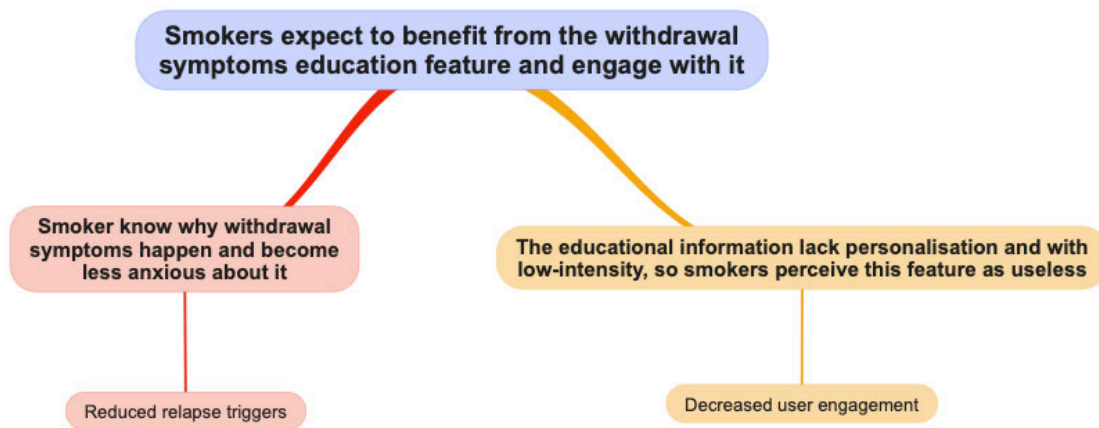 Smokers expect to benefit from the withdrawal
symptoms education feature and engage with it
Smoker know why withdrawal
symptoms happen and become
less anxious about it
The educational information lack personalisation and with
low-intensity, so smokers perceive this feature as useless
Reduced relapse triggers
Decreased user engagement